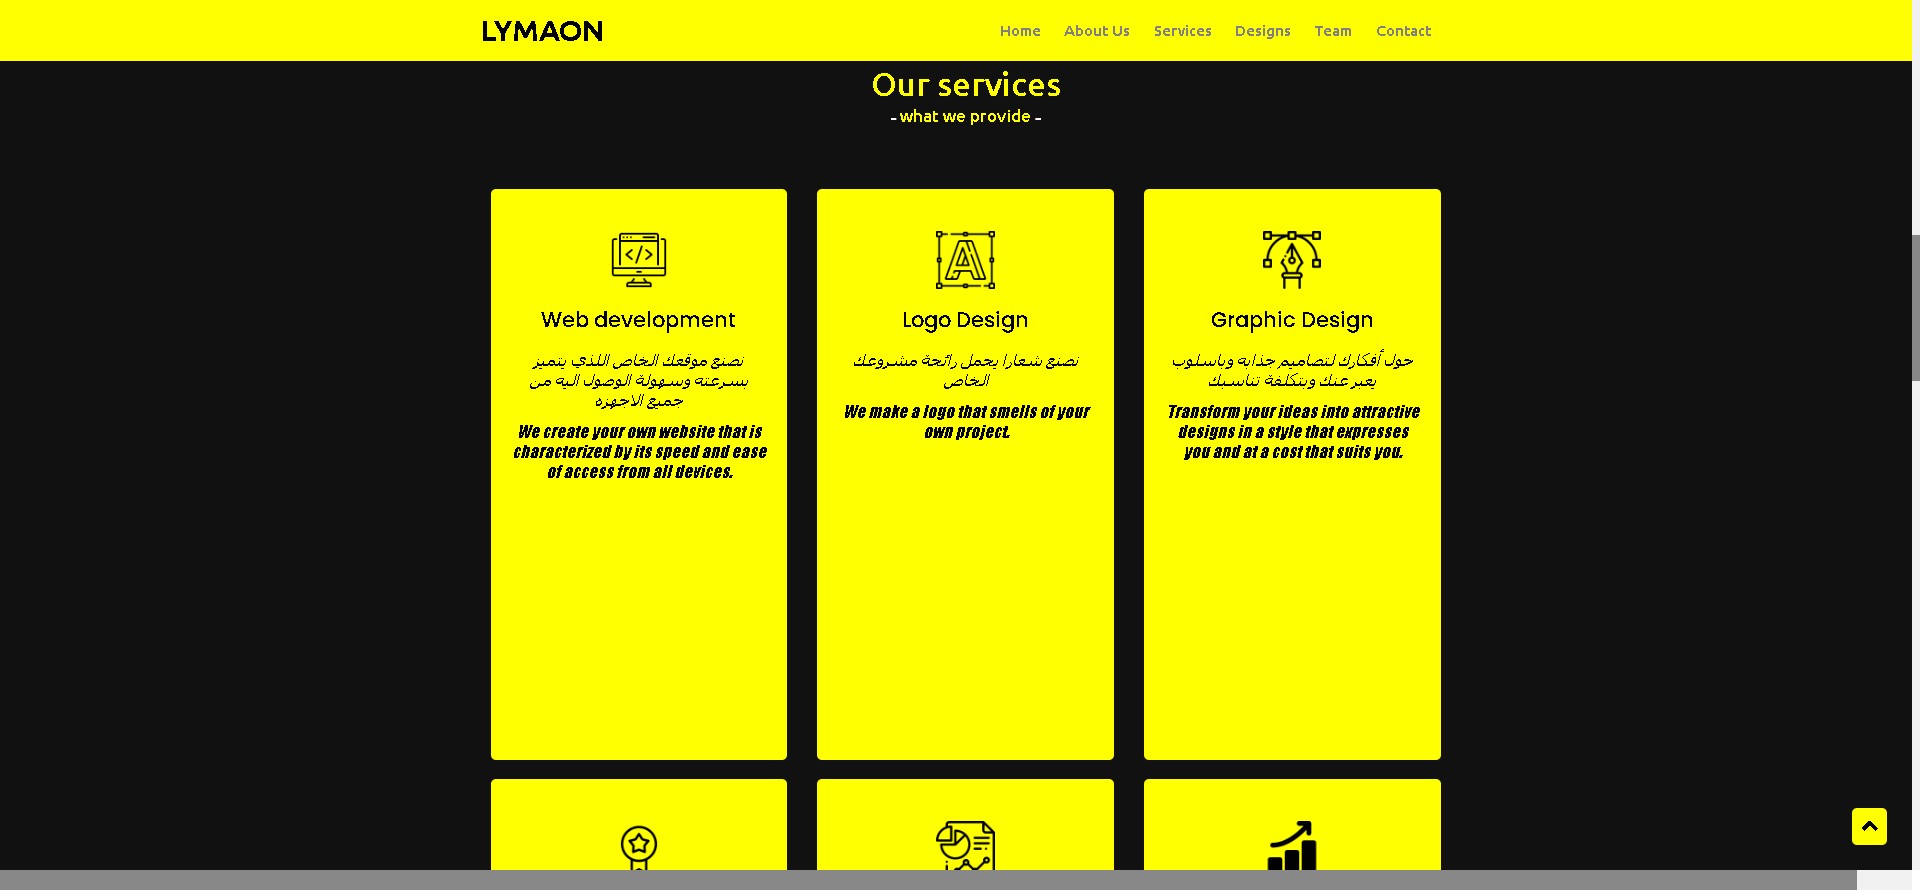 LYMAON
Home About Us Services Designs Team Contact
Our services
- what we provide -
Web development
نصنع موقعك الخاص اللذي يتميز
بسرعته وسهولة الوصول اليه من
جميع الاجهزه
We create your own website that is
characterized by its speed and ease
of access from all devices.
Logo Design
نصنع شعارا يحمل رائحة مشروعك
الخاص
We make a logo that smells of your
own project.
Graphic Design
حول أفكارك لتصاميم جذابه وباسلوب
يعبر عنك وبتكلفة تناسبك
Transform your ideas into attractive
designs in a style that expresses
you and at a cost that suits you.